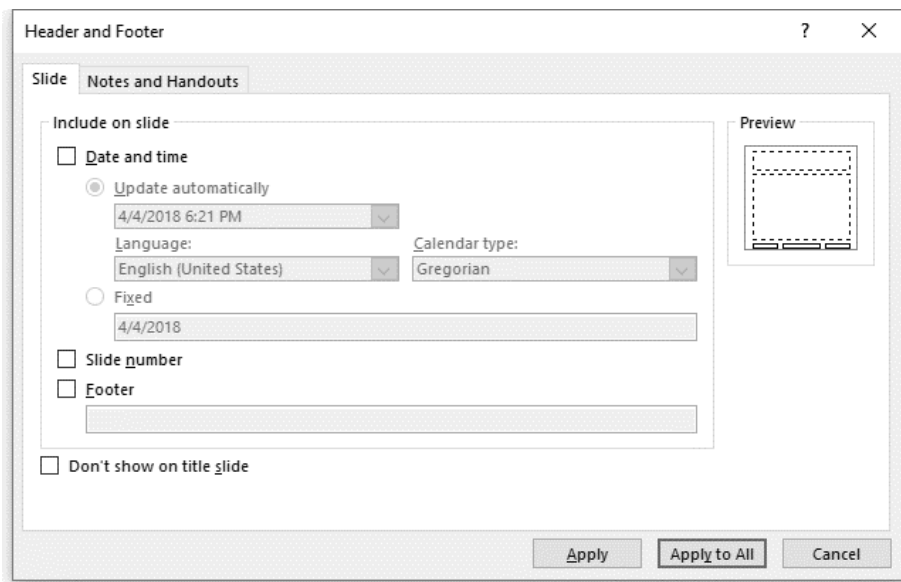 Header and Footer ?
Slide Notes and Handouts
Include on slide
Preview
Date and time
Update automatically
4/4/2018 6:21 PM
Language: Calendar type:
English (United States) Gregorian
Fixed
4/4/2018
Slide number
Footer
Don't show on title slide
Apply Apply to All Cancel